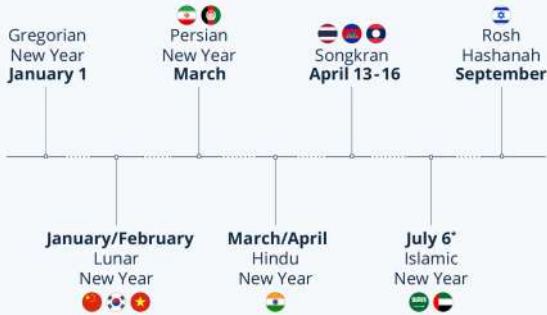 Gregorian
New Year
January 1
Persian
New Year
March
Songkran
April 13-16
Rosh
Hashanah
September
January/February
Lunar
New Year
March/April
Hindu
New Year
July 6*
Islamic
New Year